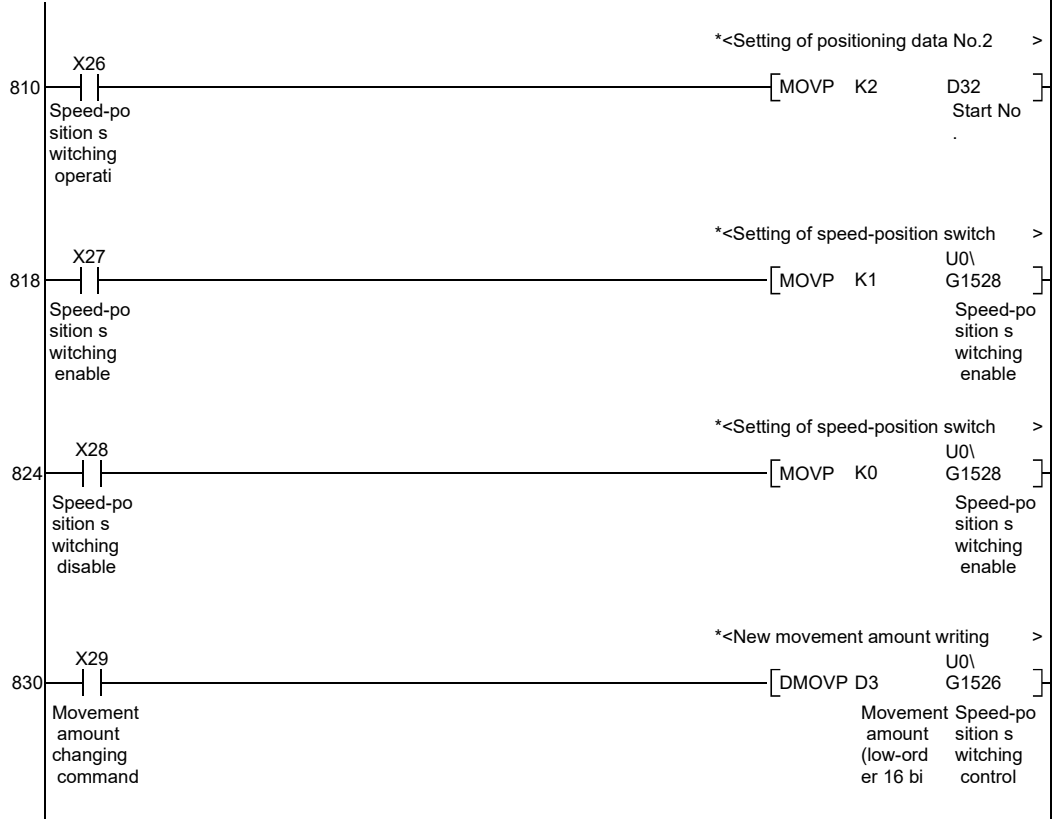 *<Setting of positioning data No.2 >
X26
810 MOVP K2 D32
Speed-po Start No
sition s .
witching
operati
*<Setting of speed-position switch >
X27 U0\
818 MOVP K1 G1528
Speed-po Speed-po
sition s sition s
witching witching
enable enable
*<Setting of speed-position switch >
X28 U0\
824 MOVP K0 G1528
Speed-po Speed-po
sition s sition s
witching witching
disable enable
*<New movement amount writing >
X29 U0\
830 DMOVP D3 G1526
Movement Movement Speed-po
amount amount sition s
changing (low-ord witching
command er 16 bi control